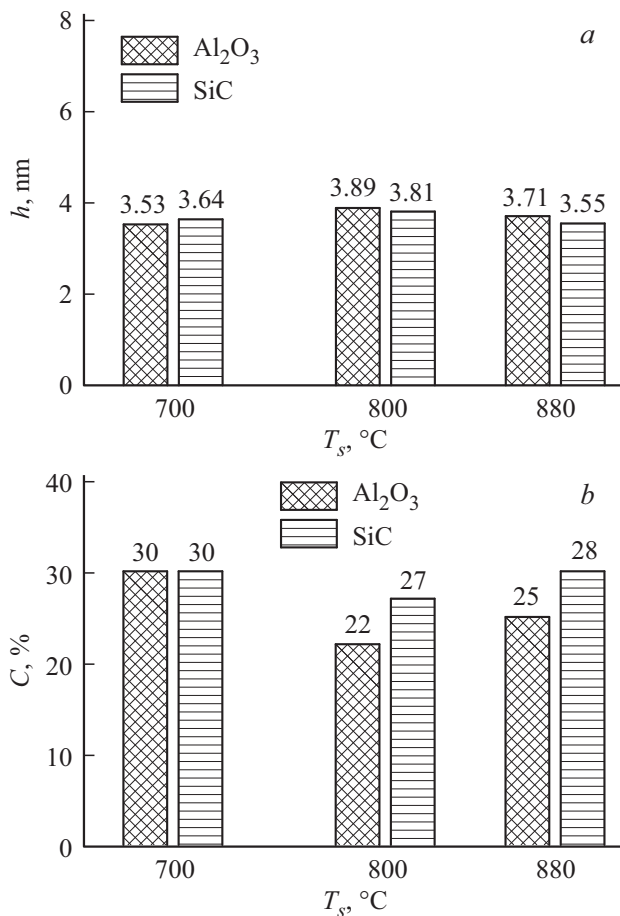 8
a
Al₂O₃
SiC
6
h, nm
4
3.53 3.64 3.89 3.81 3.71 3.55
2
0
700 800 880
Tₛ, °C
40
b
Al₂O₃
SiC
30
30 30 22 27 25 28
C, %
20
10
0
700 800 880
Tₛ, °C